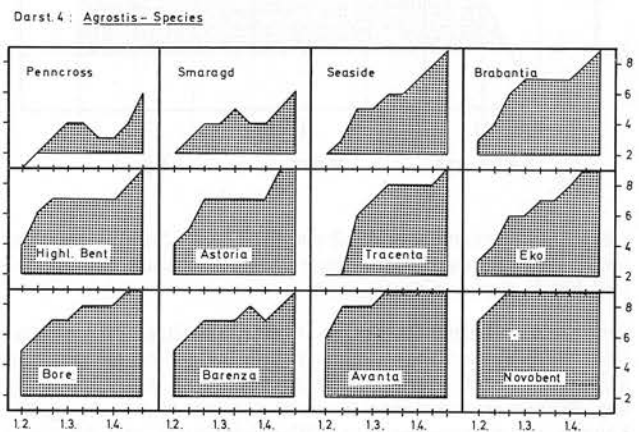 Darst. 4 : Agrostis – Species
Penncross Smaragd Seaside Brabantia
8
6
4
2
Highl. Bent Astoria Tracenta Eko
8
6
4
2
Bore Barenza Avanta Novobent
8
6
4
2
1.2. 1.3. 1.4. 1.2. 1.3. 1.4. 1.2. 1.3. 1.4. 1.2. 1.3. 1.4.